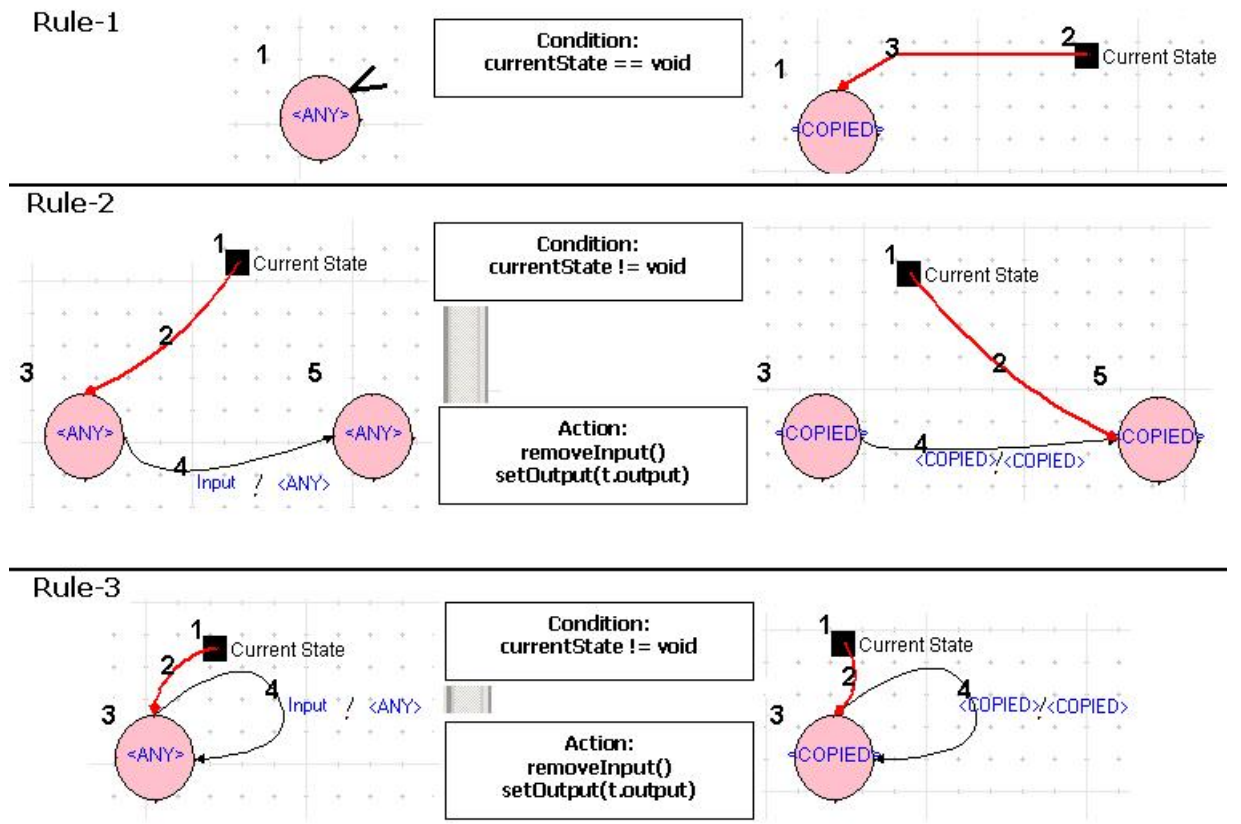 Rule-1
1
<ANY>
Condition:
currentState == void
1
3
2
Current State
<COPIED>
Rule-2
1
Current State
2
3
5
<ANY>
<ANY>
4
Input / <ANY>
Condition:
currentState != void
Action:
removeInput()
setOutput(t.output)
1
Current State
2
3
5
<COPIED>
<COPIED>
4
<COPIED>/<COPIED>
Rule-3
1
Current State
2
4
Input / <ANY>
3
<ANY>
Condition:
currentState != void
Action:
removeInput()
setOutput(t.output)
1
Current State
2
4
<COPIED>/<COPIED>
3
<COPIED>